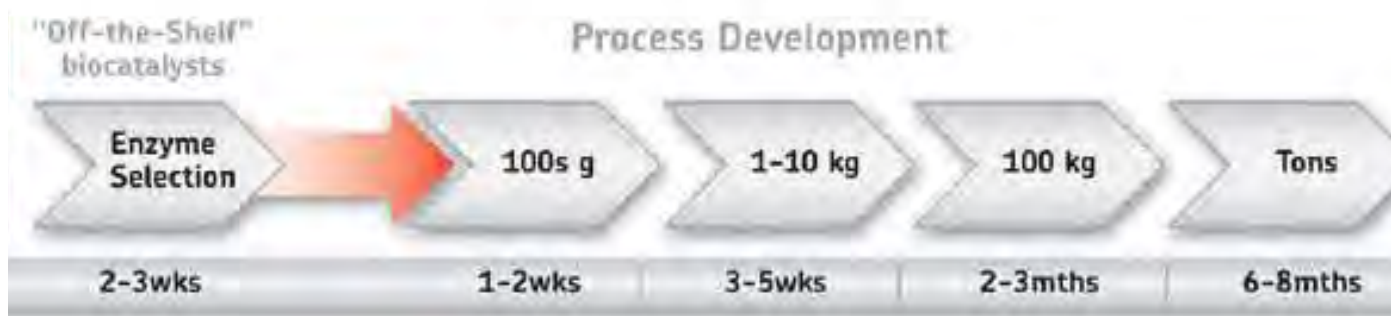 "Off-the-Shelf"
biocatalysts
Process Development
Enzyme
Selection
100s g
1-10 kg
100 kg
Tons
2-3wks
1-2wks
3-5wks
2-3mths
6-8mths